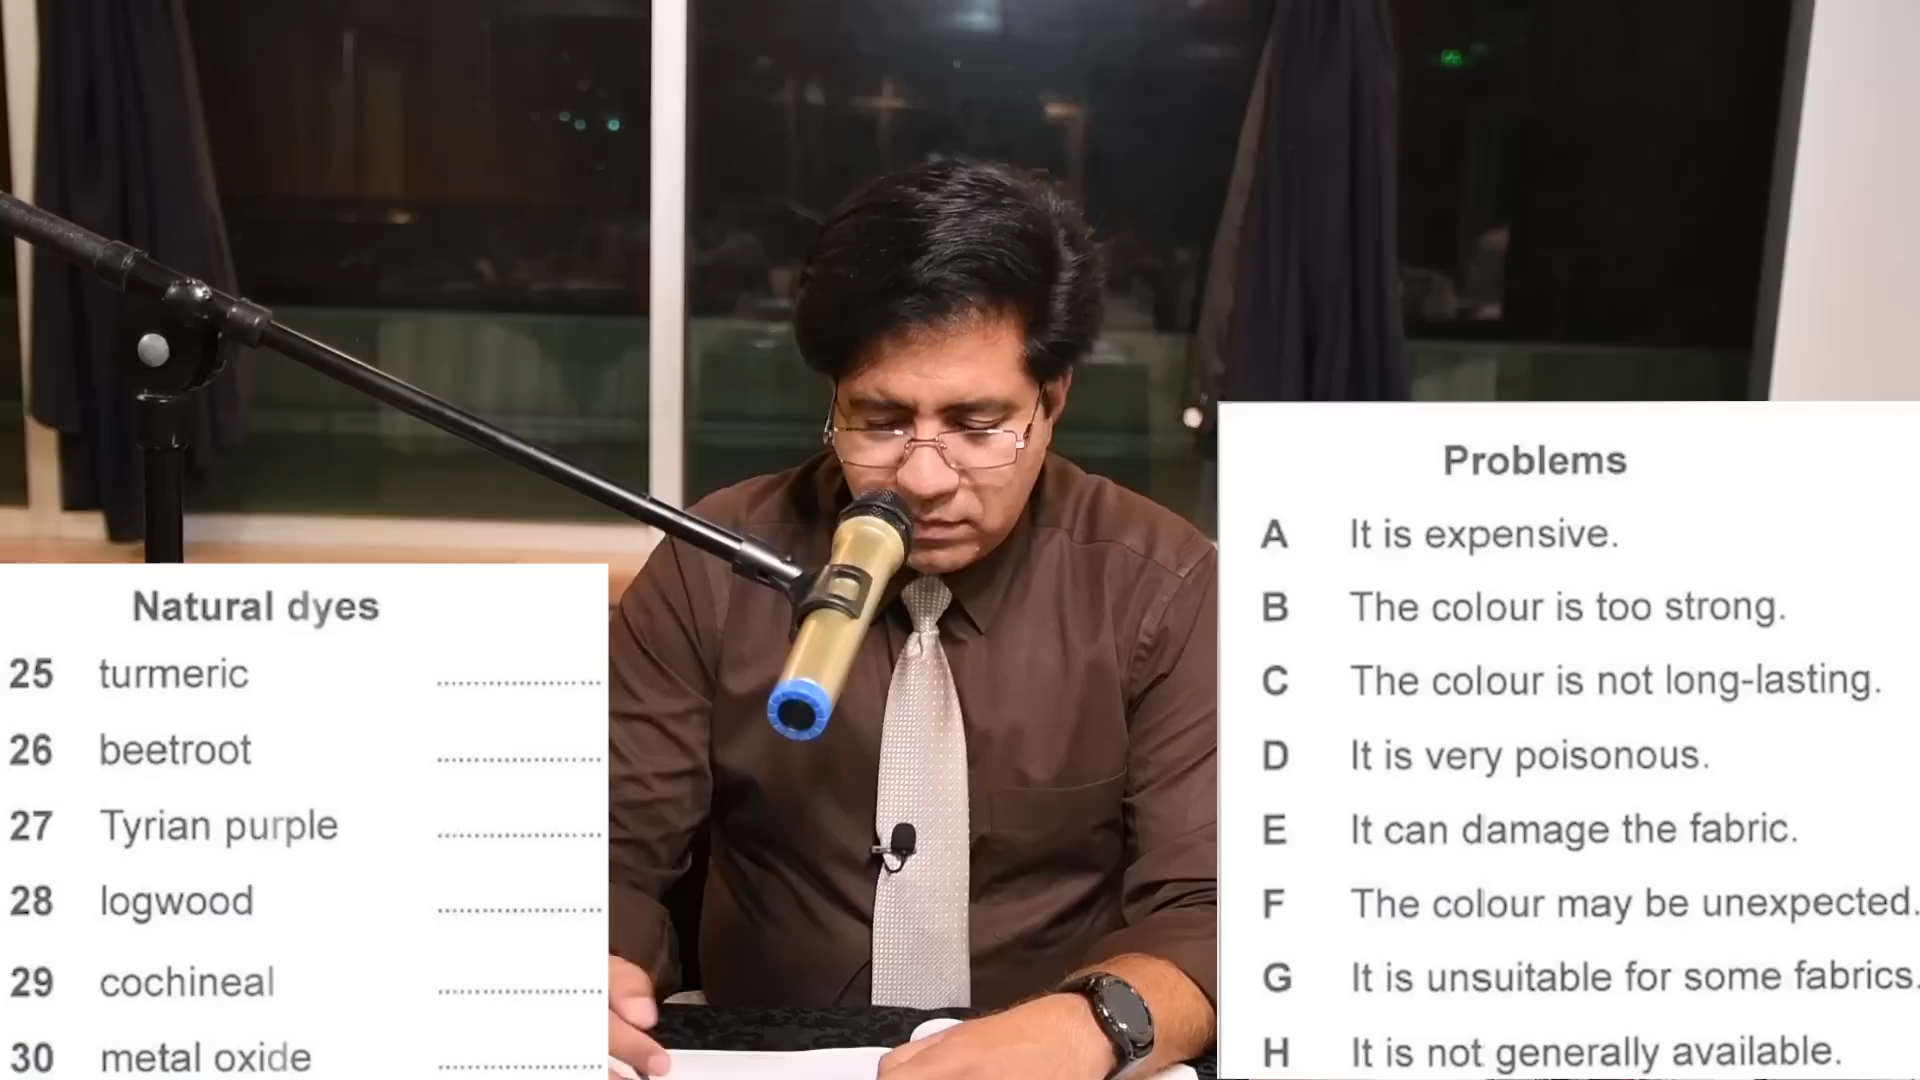 Natural dyes
25 turmeric ....................
26 beetroot ....................
27 Tyrian purple ....................
28 logwood ....................
29 cochineal ....................
30 metal oxide ....................
Problems
A It is expensive.
B The colour is too strong.
C The colour is not long-lasting.
D It is very poisonous.
E It can damage the fabric.
F The colour may be unexpected.
G It is unsuitable for some fabrics.
H It is not generally available.